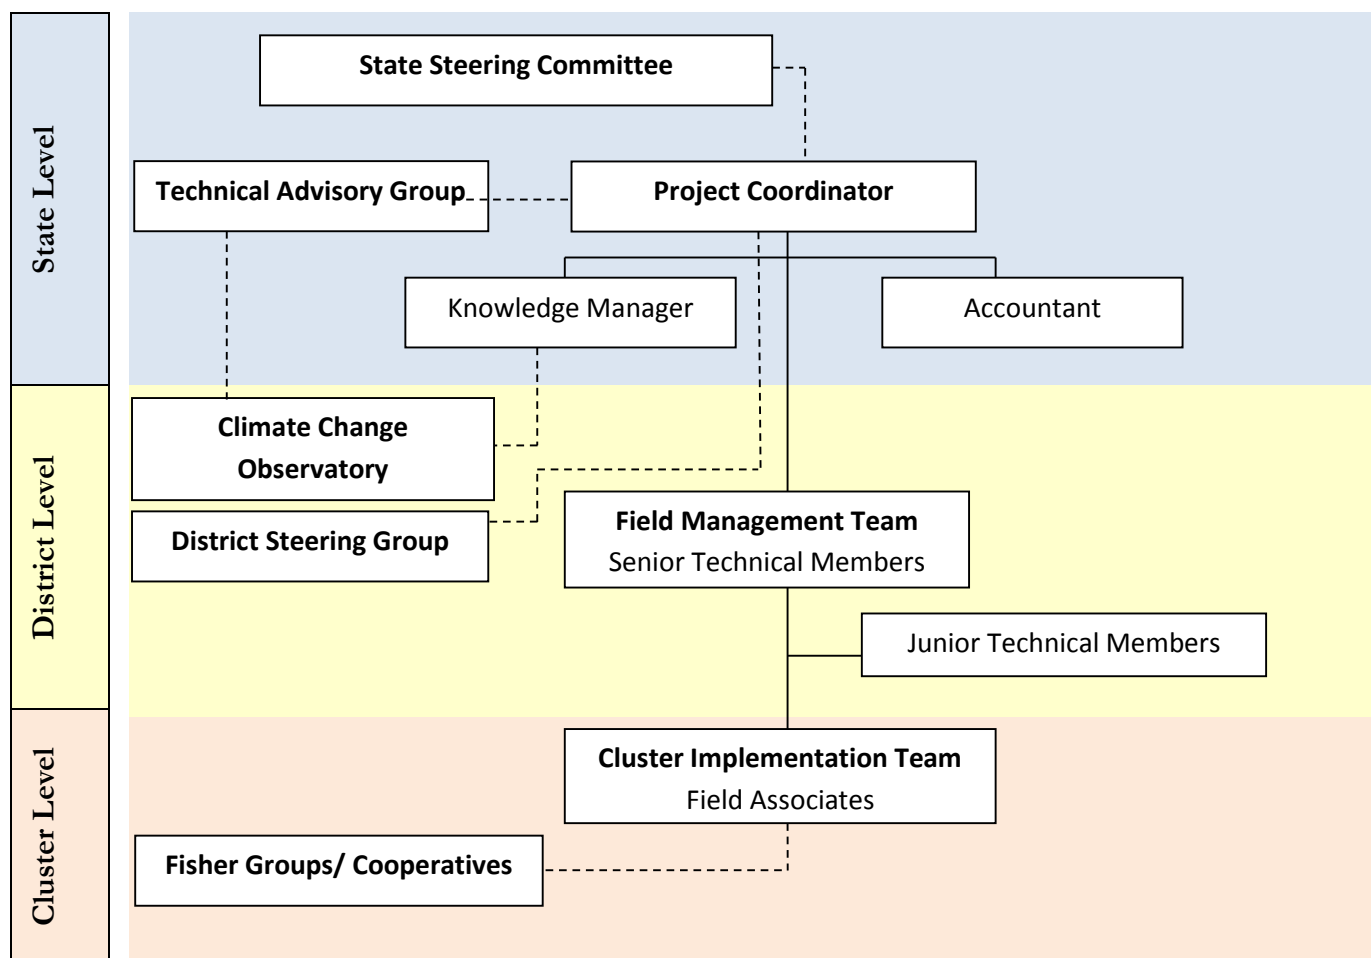 State Level
State Steering Committee
Technical Advisory Group
Project Coordinator
Knowledge Manager
Accountant
District Level
Climate Change
Observatory
District Steering Group
Field Management Team
Senior Technical Members
Junior Technical Members
Cluster Level
Cluster Implementation Team
Field Associates
Fisher Groups/ Cooperatives